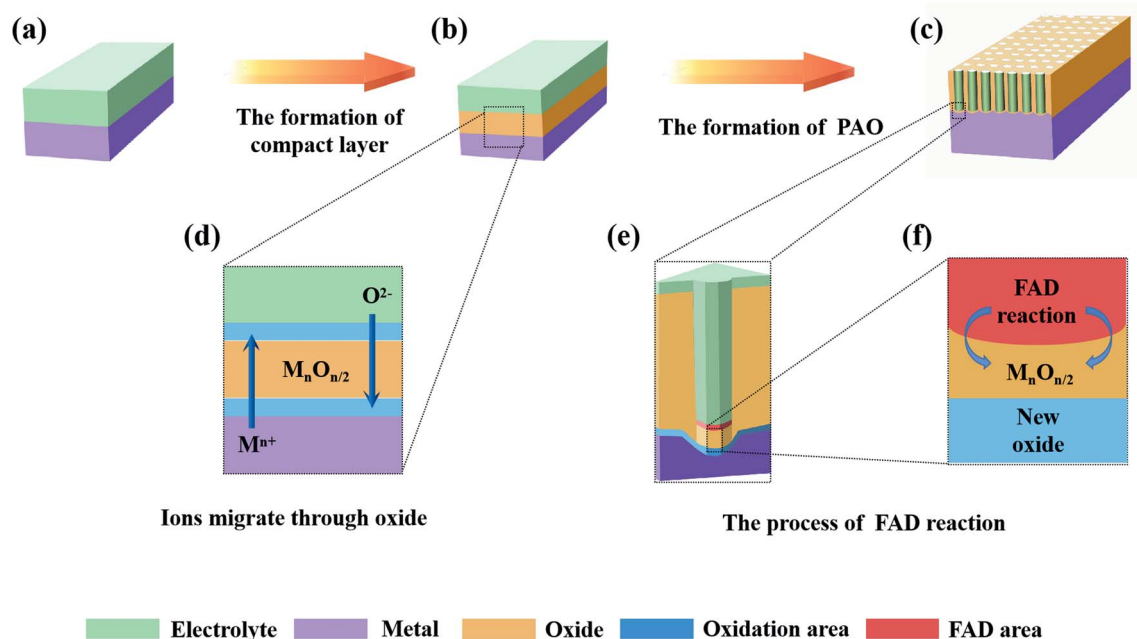 (a)
(b)
(c)
The formation of
compact layer
The formation of PAO
(d)
(e)
(f)
O²⁻
MₙOₙ/₂
Mⁿ⁺
FAD
reaction
MₙOₙ/₂
New
oxide
Ions migrate through oxide
The process of FAD reaction
Electrolyte Metal Oxide Oxidation area FAD area